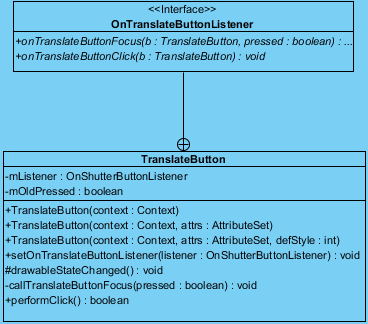 <<Interface>>
OnTranslateButtonListener
+onTranslateButtonFocus(b : TranslateButton, pressed : boolean) : ...
+onTranslateButtonClick(b : TranslateButton) : void
TranslateButton
-mListener : OnShutterButtonListener
-mOldPressed : boolean
+TranslateButton(context : Context)
+TranslateButton(context : Context, attrs : AttributeSet)
+TranslateButton(context : Context, attrs : AttributeSet, defStyle : int)
+setOnTranslateButtonListener(listener : OnShutterButtonListener) : void
#drawableStateChanged() : void
-callTranslateButtonFocus(pressed : boolean) : void
+performClick() : boolean